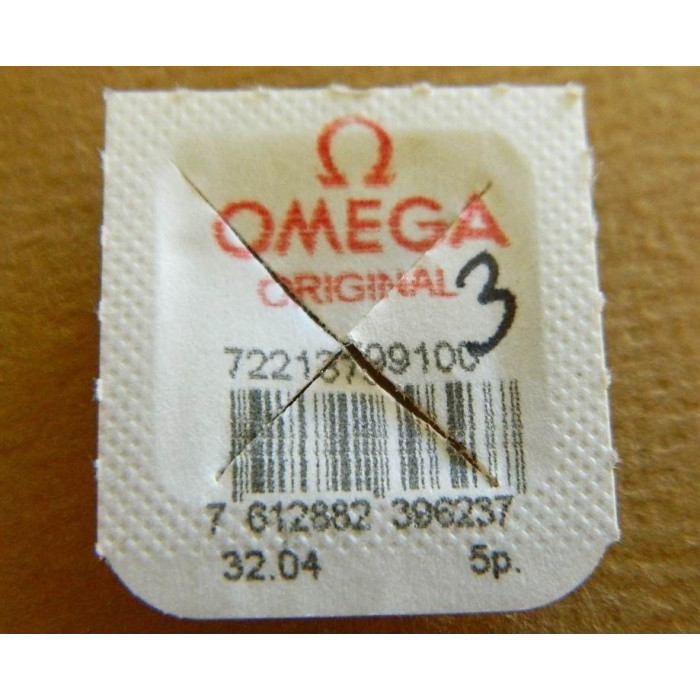 Ω
OMEGA
ORIGINAL
3
7 612882 396237
32.04 5p.